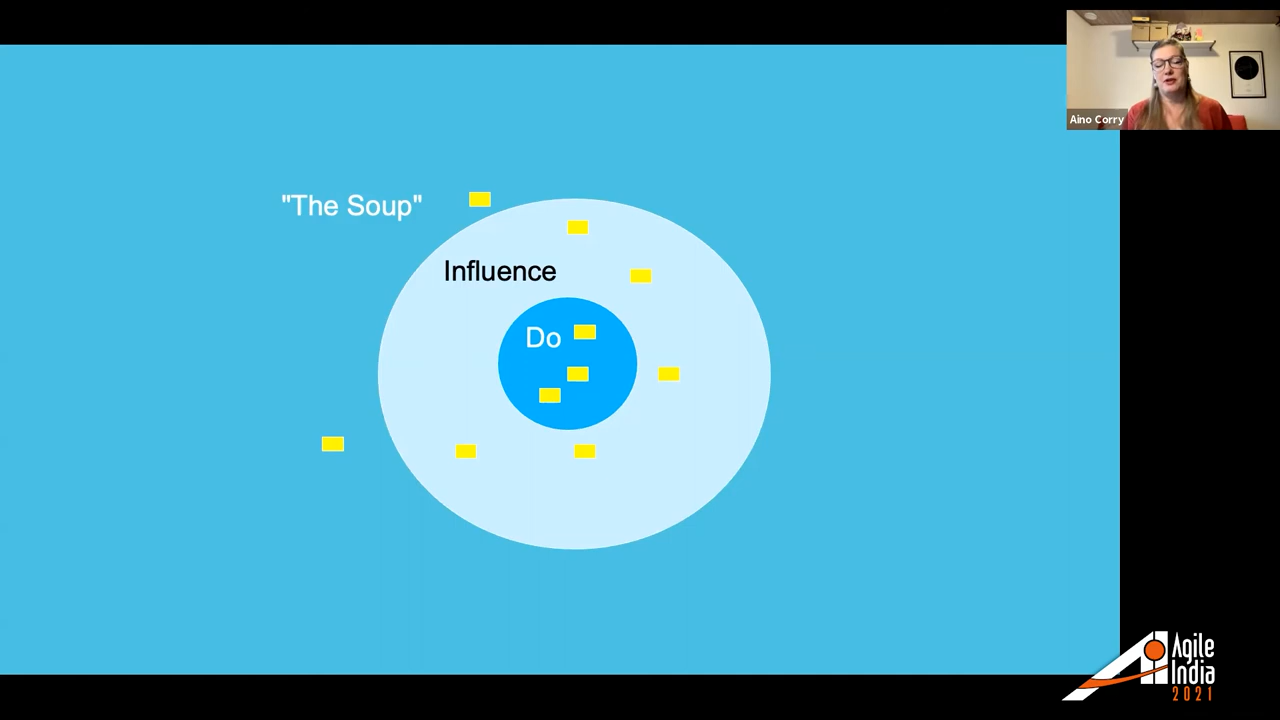 Aino Corry
"The Soup"
Influence
Do
Agile
India
2021